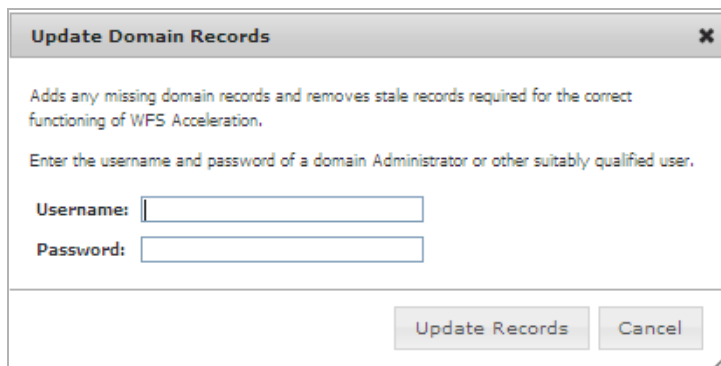 Update Domain Records
Adds any missing domain records and removes stale records required for the correct
functioning of WFS Acceleration.
Enter the username and password of a domain Administrator or other suitably qualified user.
Username:
Password:
Update Records Cancel